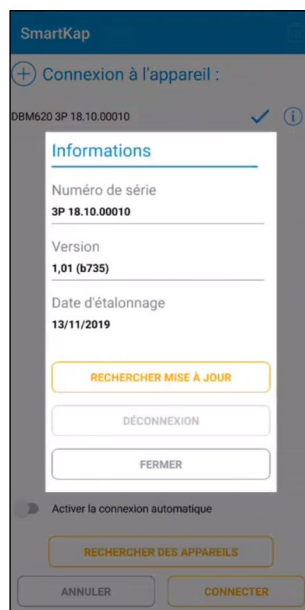 SmartKap
Connexion à l'appareil :
DBM620 3P 18.10.00010
Informations
Numéro de série
3P 18.10.00010
Version
1,01 (b735)
Date d'étalonnage
13/11/2019
RECHERCHER MISE À JOUR
DÉCONNEXION
FERMER
Activer la connexion automatique
RECHERCHER DES APPAREILS
ANNULER
CONNECTER